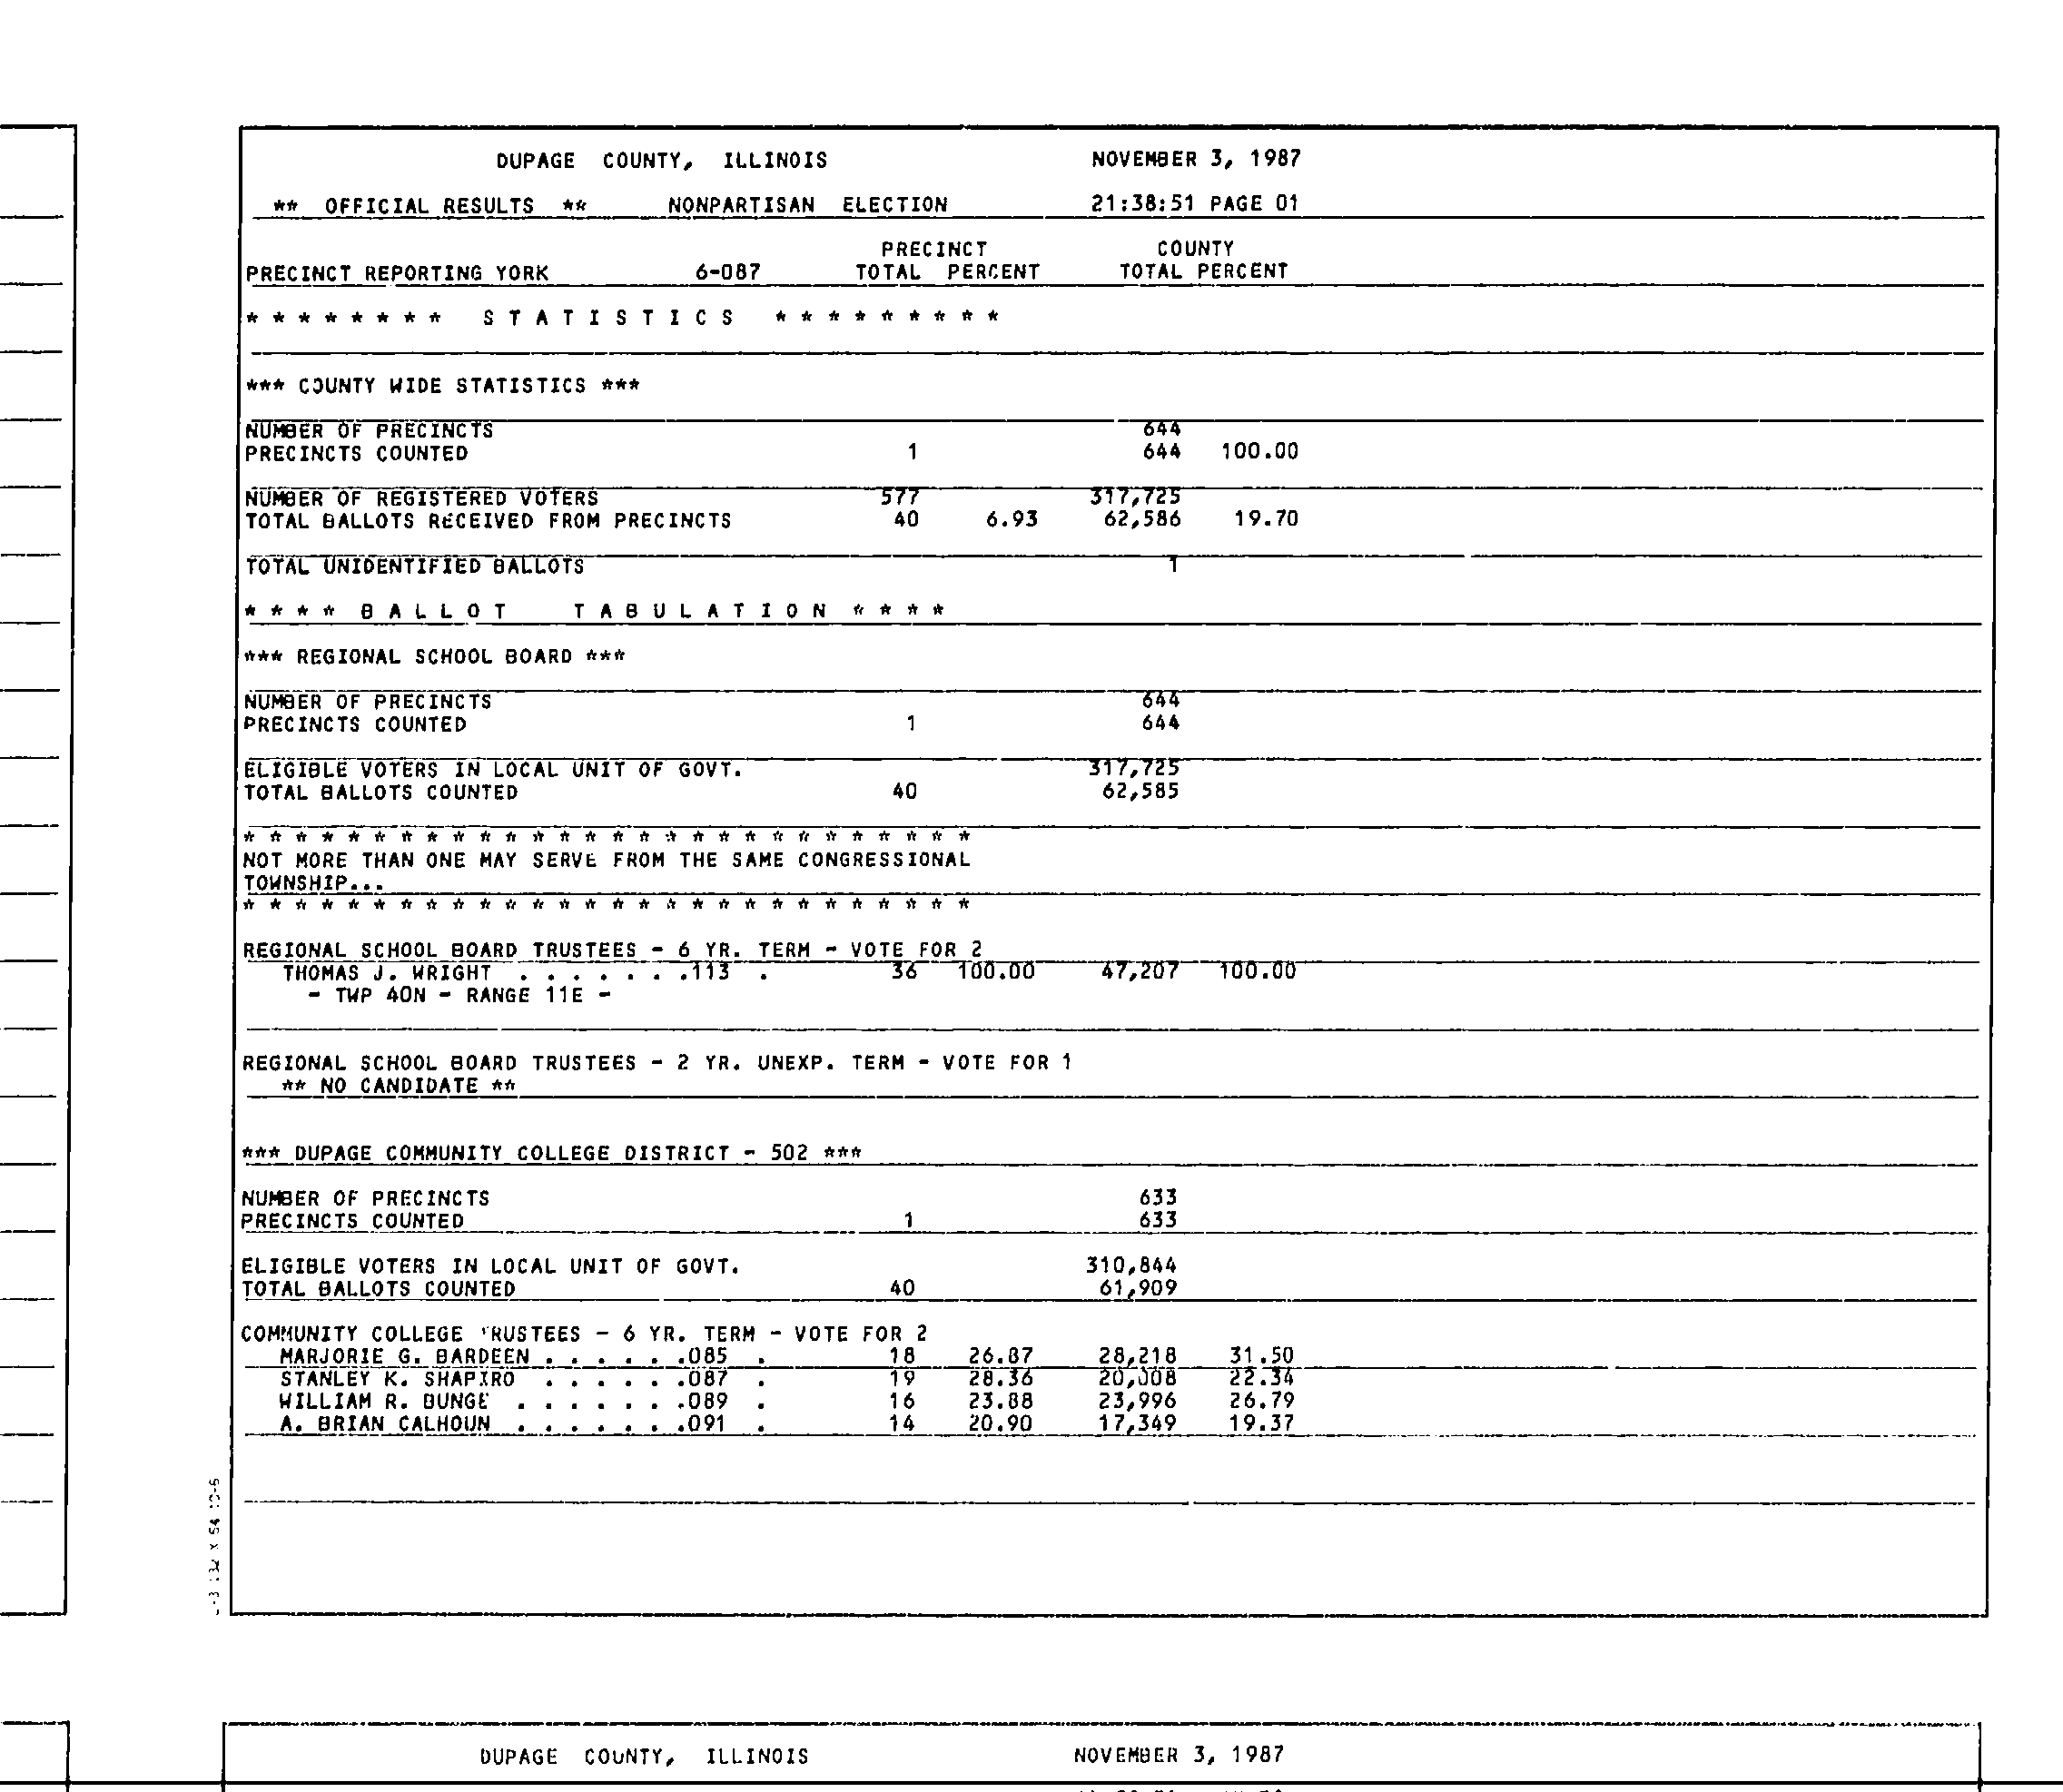 DUPAGE COUNTY, ILLINOIS NOVEMBER 3, 1987
** OFFICIAL RESULTS ** NONPARTISAN ELECTION 21:38:51 PAGE 01
PRECINCT COUNTY
PRECINCT REPORTING YORK 6-087 TOTAL PERCENT TOTAL PERCENT
* * * * * * * * S T A T I S T I C S * * * * * * * * *
*** COUNTY WIDE STATISTICS ***
NUMBER OF PRECINCTS 644
PRECINCTS COUNTED 1 644 100.00
NUMBER OF REGISTERED VOTERS 577 317,725
TOTAL BALLOTS RECEIVED FROM PRECINCTS 40 6.93 62,586 19.70
TOTAL UNIDENTIFIED BALLOTS 1
* * * * B A L L O T T A B U L A T I O N * * * *
*** REGIONAL SCHOOL BOARD ***
NUMBER OF PRECINCTS 644
PRECINCTS COUNTED 1 644
ELIGIBLE VOTERS IN LOCAL UNIT OF GOVT. 317,725
TOTAL BALLOTS COUNTED 40 62,585
* * * * * * * * * * * * * * * * * * * * * * * * * * * *
NOT MORE THAN ONE MAY SERVE FROM THE SAME CONGRESSIONAL
TOWNSHIP...
* * * * * * * * * * * * * * * * * * * * * * * * * * * *
REGIONAL SCHOOL BOARD TRUSTEES - 6 YR. TERM - VOTE FOR 2
THOMAS J. WRIGHT . . . . . . .113 . 36 100.00 47,207 100.00
- TWP 40N - RANGE 11E -
REGIONAL SCHOOL BOARD TRUSTEES - 2 YR. UNEXP. TERM - VOTE FOR 1
** NO CANDIDATE **
*** DUPAGE COMMUNITY COLLEGE DISTRICT - 502 ***
NUMBER OF PRECINCTS 633
PRECINCTS COUNTED 1 633
ELIGIBLE VOTERS IN LOCAL UNIT OF GOVT. 310,844
TOTAL BALLOTS COUNTED 40 61,909
COMMUNITY COLLEGE TRUSTEES - 6 YR. TERM - VOTE FOR 2
MARJORIE G. BARDEEN . . . . . .085 . 18 26.87 28,218 31.50
STANLEY K. SHAPIRO . . . . . .087 . 19 28.36 20,008 22.34
WILLIAM R. BUNGE . . . . . . .089 . 16 23.88 23,996 26.79
A. BRIAN CALHOUN . . . . . . .091 . 14 20.90 17,349 19.37
DUPAGE COUNTY, ILLINOIS NOVEMBER 3, 1987